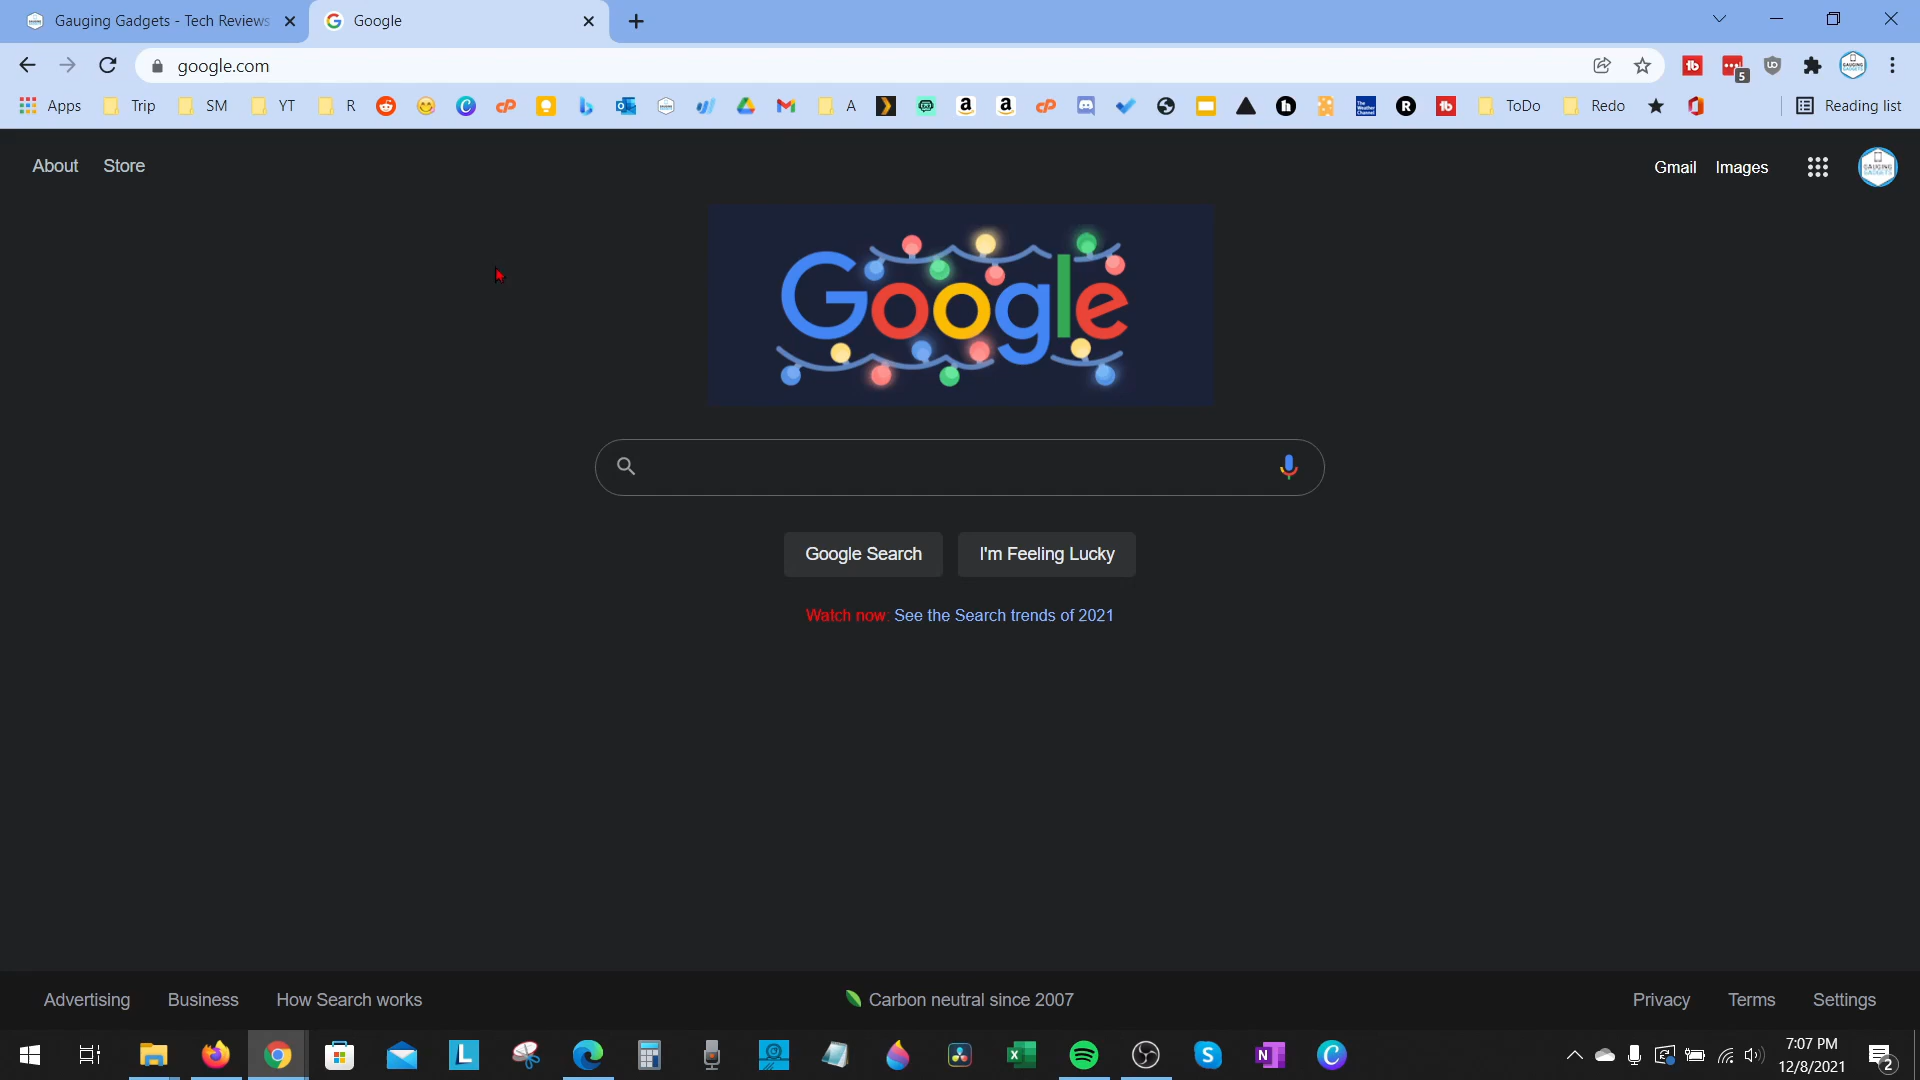 Gauging Gadgets - Tech Reviews
Google
google.com
5
Apps
Trip
SM
YT
R
A
ToDo
Redo
Reading list
About
Store
Gmail
Images
Google
Google Search
I'm Feeling Lucky
Watch now: See the Search trends of 2021
Advertising
Business
How Search works
Carbon neutral since 2007
Privacy
Terms
Settings
7:07 PM
12/8/2021
2